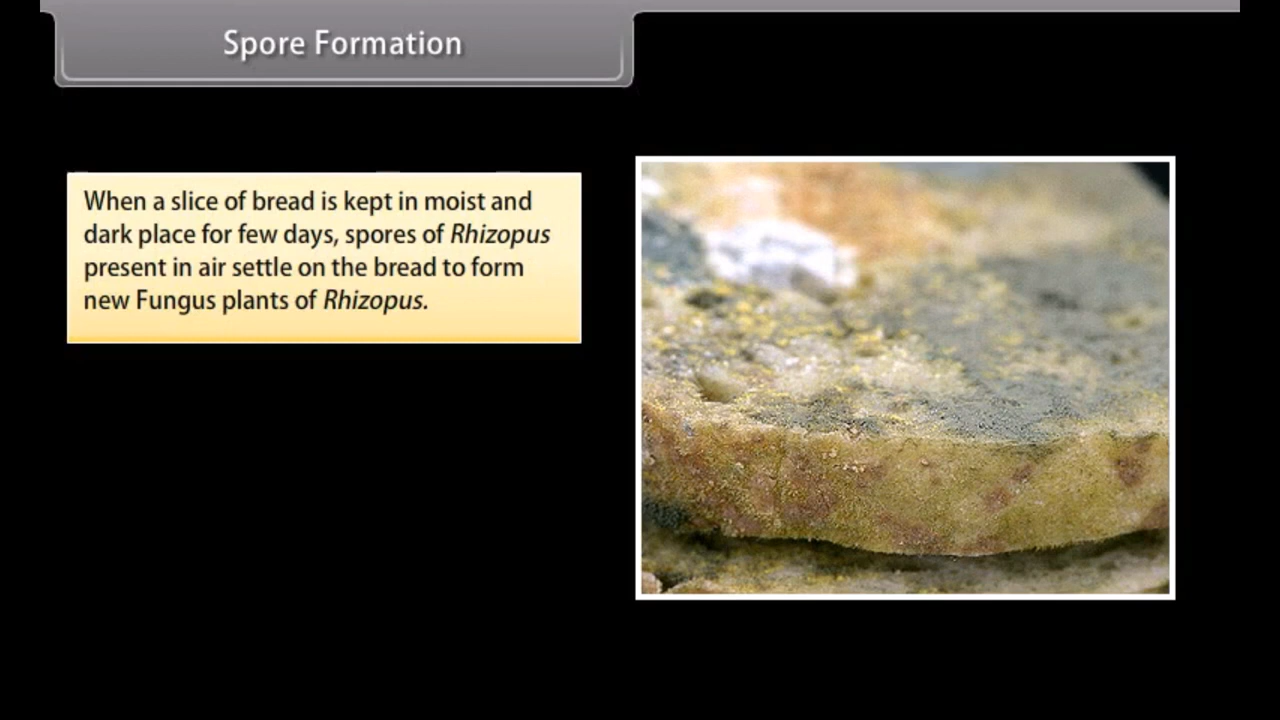 Spore Formation
When a slice of bread is kept in moist and
dark place for few days, spores of Rhizopus
present in air settle on the bread to form
new Fungus plants of Rhizopus.